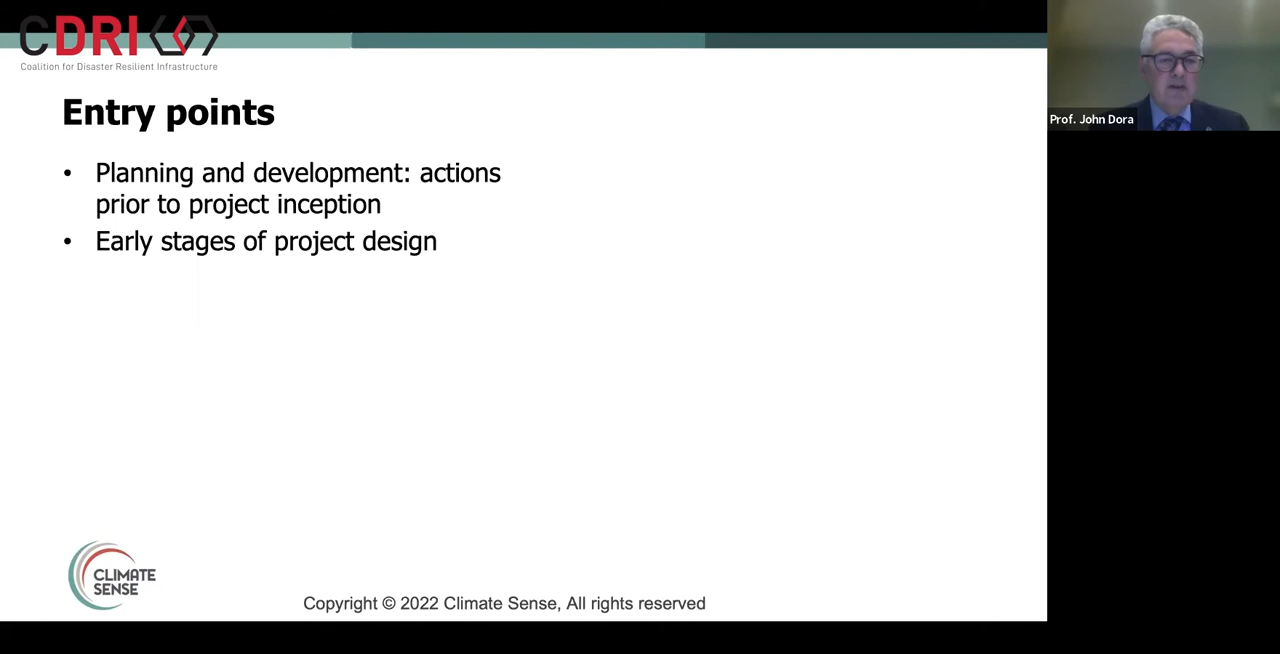 CDRI
Coalition for Disaster Resilient Infrastructure
Prof. John Dora
Entry points
• Planning and development: actions
prior to project inception
• Early stages of project design
CLIMATE
SENSE
Copyright © 2022 Climate Sense, All rights reserved